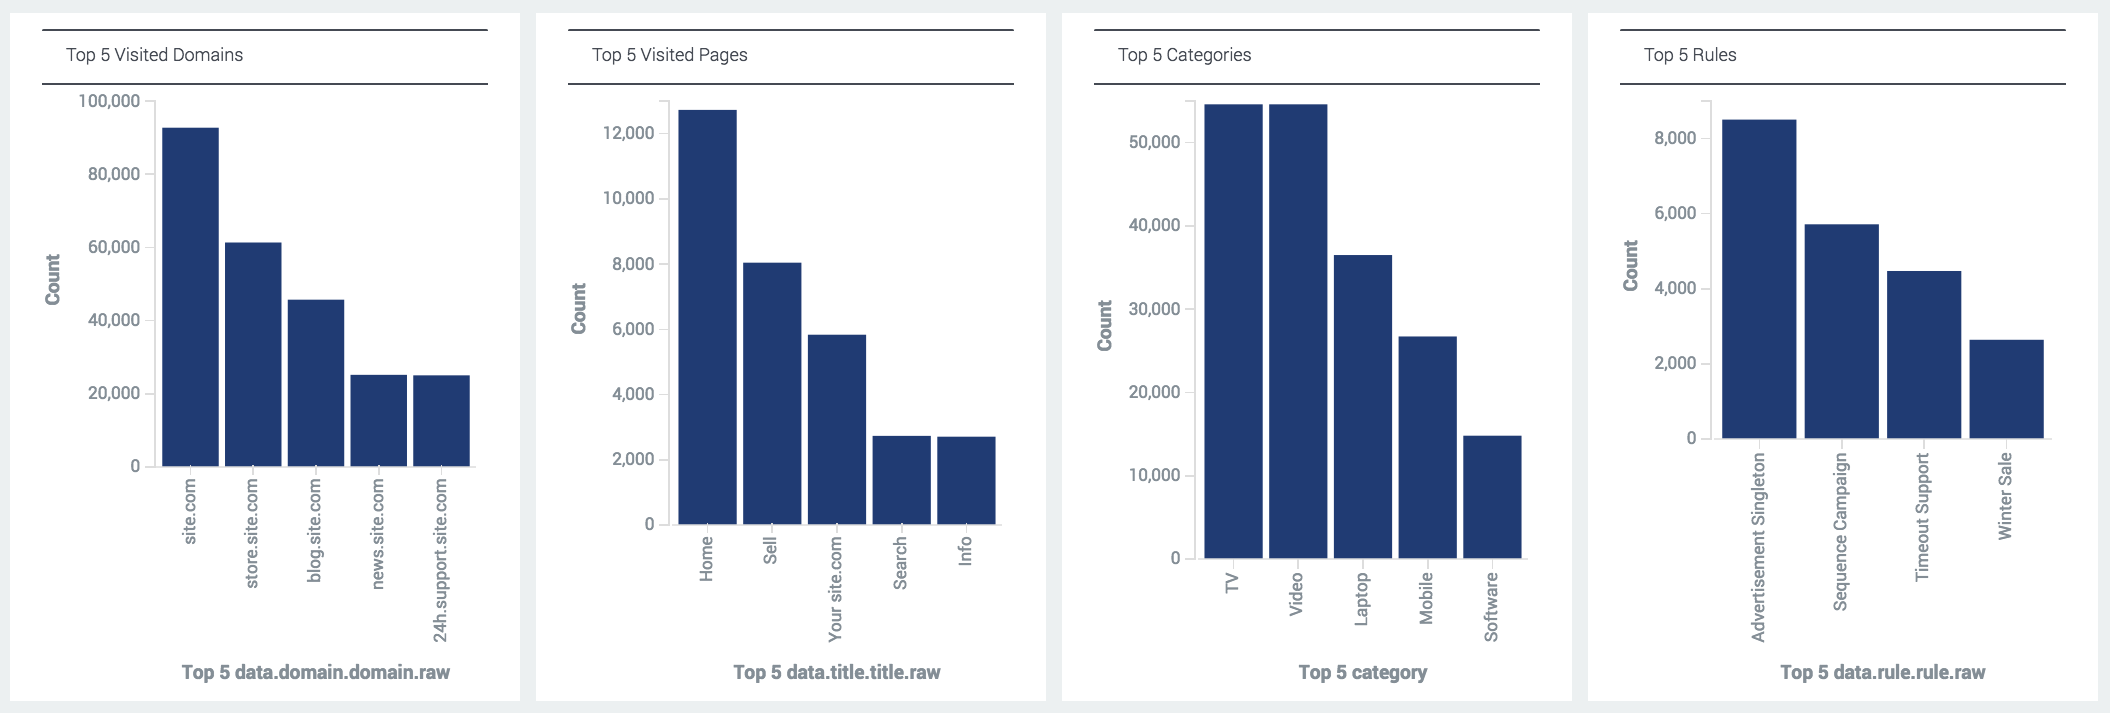 Top 5 Visited Domains
100,000
80,000
60,000
40,000
20,000
0
Count
site.com
store.site.com
blog.site.com
news.site.com
24h.support.site.com
Top 5 data.domain.domain.raw
Top 5 Visited Pages
12,000
10,000
8,000
6,000
4,000
2,000
0
Count
Home
Sell
Your site.com
Search
Info
Top 5 data.title.title.raw
Top 5 Categories
50,000
40,000
30,000
20,000
10,000
0
Count
TV
Video
Laptop
Mobile
Software
Top 5 category
Top 5 Rules
8,000
6,000
4,000
2,000
0
Count
Advertisement Singleton
Sequence Campaign
Timeout Support
Winter Sale
Top 5 data.rule.rule.raw